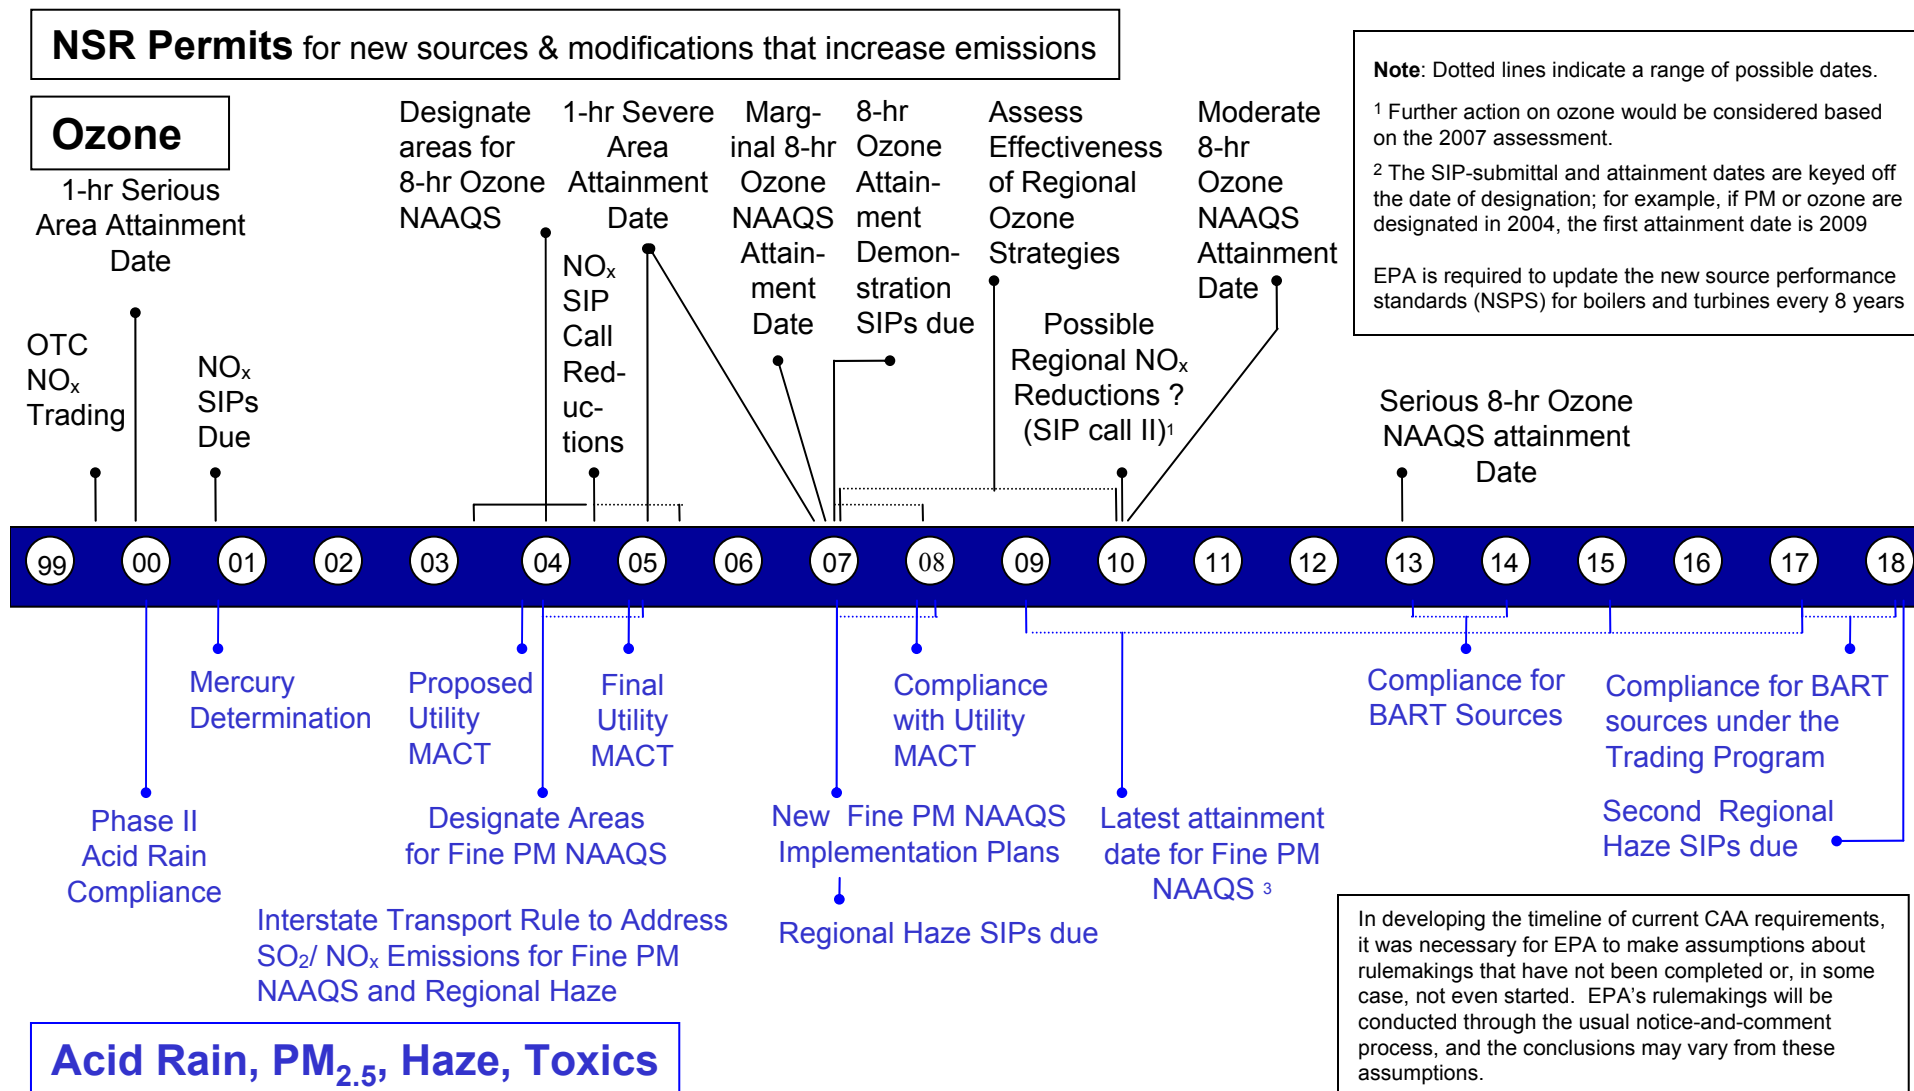 NSR Permits for new sources & modifications that increase emissions
Ozone
1-hr Serious
Area Attainment
Date
OTC
NOx
Trading
NOx
SIPs
Due
Designate
areas for
8-hr Ozone
NAAQS
1-hr Severe
Area
Attainment
Date
NOx
SIP
Call
Red-
uc-
tions
Marg-
inal 8-hr
Ozone
NAAQS
Attain-
ment
Date
8-hr
Ozone
Attain-
ment
Demon-
stration
SIPs due
Assess
Effectiveness
of Regional
Ozone
Strategies
Possible
Regional NOx
Reductions ?
(SIP call II)1
Moderate
8-hr
Ozone
NAAQS
Attainment
Date
Serious 8-hr Ozone
NAAQS attainment
Date
Note: Dotted lines indicate a range of possible dates.
1 Further action on ozone would be considered based
on the 2007 assessment.
2 The SIP-submittal and attainment dates are keyed off
the date of designation; for example, if PM or ozone are
designated in 2004, the first attainment date is 2009
EPA is required to update the new source performance
standards (NSPS) for boilers and turbines every 8 years
99 00 01 02 03 04 05 06 07 08 09 10 11 12 13 14 15 16 17 18
Mercury
Determination
Proposed
Utility
MACT
Final
Utility
MACT
Compliance
with Utility
MACT
Compliance for
BART Sources
Compliance for BART
sources under the
Trading Program
Phase II
Acid Rain
Compliance
Designate Areas
for Fine PM NAAQS
New Fine PM NAAQS
Implementation Plans
Latest attainment
date for Fine PM
NAAQS 3
Second Regional
Haze SIPs due
Interstate Transport Rule to Address
SO2/ NOx Emissions for Fine PM
NAAQS and Regional Haze
Regional Haze SIPs due
Acid Rain, PM2.5, Haze, Toxics
In developing the timeline of current CAA requirements,
it was necessary for EPA to make assumptions about
rulemakings that have not been completed or, in some
case, not even started. EPA's rulemakings will be
conducted through the usual notice-and-comment
process, and the conclusions may vary from these
assumptions.